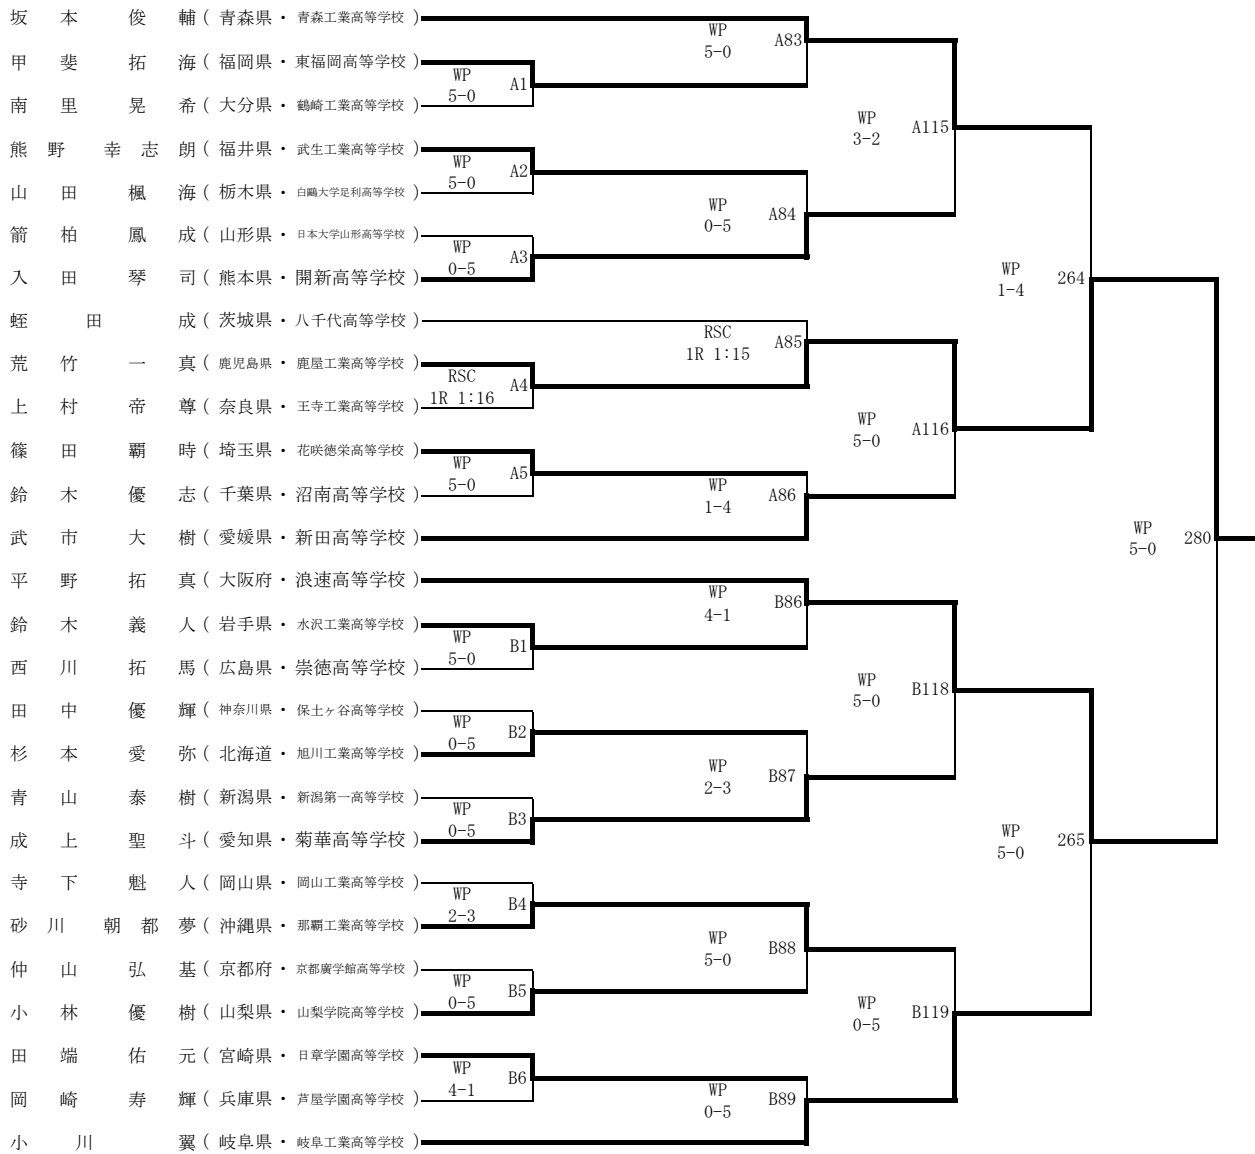 坂本俊輔(青森県・青森工業高等学校)
WP
5-0
A83
甲斐拓海(福岡県・東福岡高等学校)
WP
5-0
A1
南里晃希(大分県・鶴崎工業高等学校)
WP
3-2
A115
熊野幸志朗(福井県・武生工業高等学校)
WP
5-0
A2
山田楓海(栃木県・白鷗大学足利高等学校)
WP
0-5
A84
箭柏鳳成(山形県・日本大学山形高等学校)
WP
0-5
A3
入田琴司(熊本県・開新高等学校)
WP
1-4
264
蛭田成(茨城県・八千代高等学校)
RSC
1R 1:15
A85
荒竹一真(鹿児島県・鹿屋工業高等学校)
RSC
1R 1:16
A4
上村帝尊(奈良県・王寺工業高等学校)
WP
5-0
A116
篠田覇時(埼玉県・花咲徳栄高等学校)
WP
5-0
A5
鈴木優志(千葉県・沼南高等学校)
WP
1-4
A86
武市大樹(愛媛県・新田高等学校)
WP
5-0
280
平野拓真(大阪府・浪速高等学校)
WP
4-1
B86
鈴木義人(岩手県・水沢工業高等学校)
WP
5-0
B1
西川拓馬(広島県・崇徳高等学校)
WP
5-0
B118
田中優輝(神奈川県・保土ヶ谷高等学校)
WP
0-5
B2
杉本愛弥(北海道・旭川工業高等学校)
WP
2-3
B87
青山泰樹(新潟県・新潟第一高等学校)
WP
0-5
B3
成上聖斗(愛知県・菊華高等学校)
WP
5-0
265
寺下魁人(岡山県・岡山工業高等学校)
WP
2-3
B4
砂川朝都夢(沖縄県・那覇工業高等学校)
WP
5-0
B88
仲山弘基(京都府・京都廣学館高等学校)
WP
0-5
B5
小林優樹(山梨県・山梨学院高等学校)
WP
0-5
B119
田端佑元(宮崎県・日章学園高等学校)
WP
4-1
B6
岡崎寿輝(兵庫県・芦屋学園高等学校)
WP
0-5
B89
小川翼(岐阜県・岐阜工業高等学校)